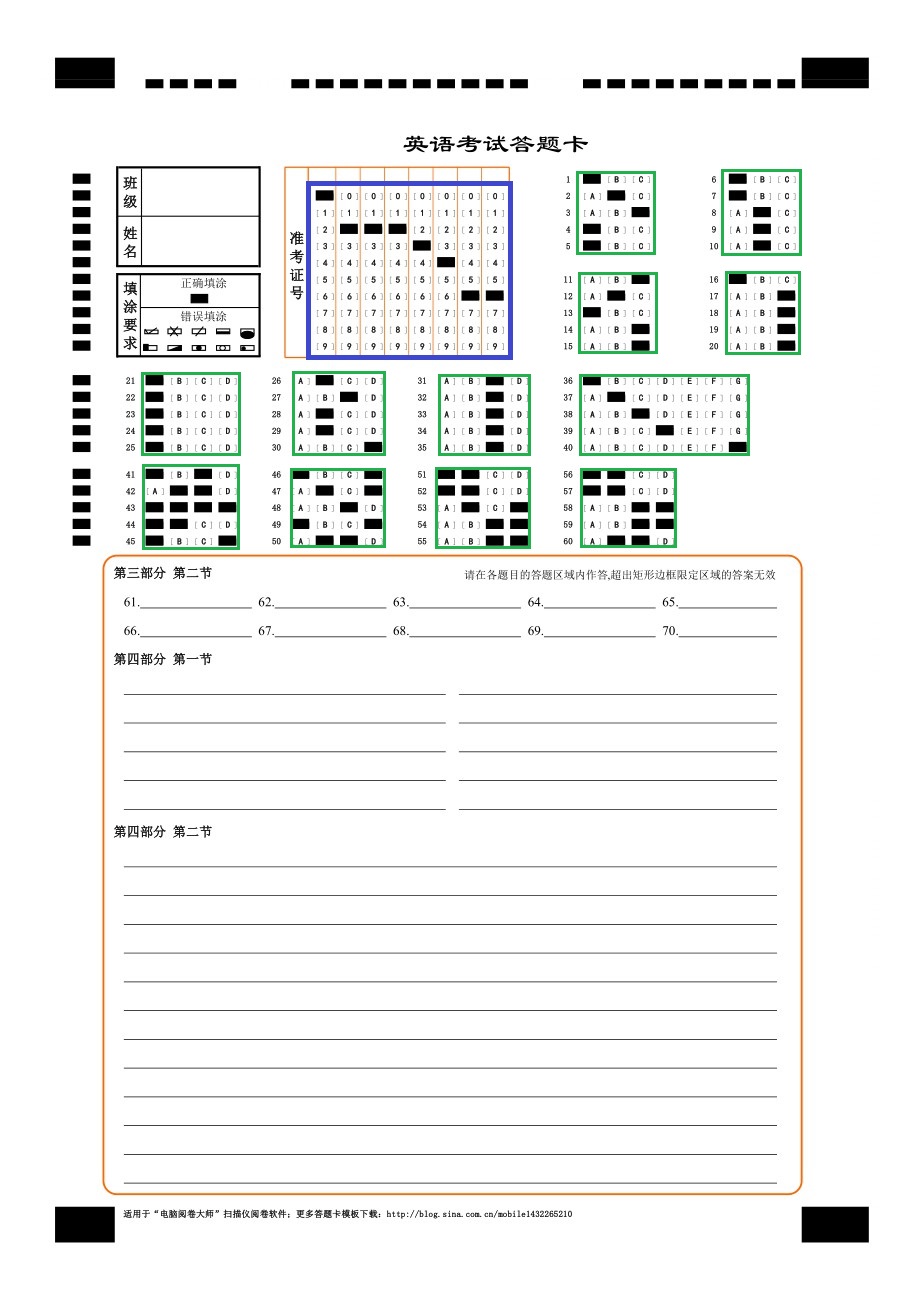 英语考试答题卡
班级
姓名
填涂要求
正确填涂
错误填涂
准考证号
[0] [0] [0] [0] [0] [0] [0]
[1] [1] [1] [1] [1] [1] [1] [1]
[2] [2] [2] [2] [2]
[3] [3] [3] [3] [3] [3] [3]
[4] [4] [4] [4] [4] [4] [4]
[5] [5] [5] [5] [5] [5] [5] [5]
[6] [6] [6] [6] [6] [6]
[7] [7] [7] [7] [7] [7] [7] [7]
[8] [8] [8] [8] [8] [8] [8] [8]
[9] [9] [9] [9] [9] [9] [9] [9]
1 [B] [C]
2 [A] [C]
3 [A] [B]
4 [B] [C]
5 [B] [C]
6 [B] [C]
7 [B] [C]
8 [A] [C]
9 [A] [C]
10 [A] [C]
11 [A] [B]
12 [A] [C]
13 [B] [C]
14 [A] [B]
15 [A] [B]
16 [B] [C]
17 [A] [B]
18 [A] [B]
19 [A] [B]
20 [A] [B]
21 [B] [C] [D]
22 [B] [C] [D]
23 [B] [C] [D]
24 [B] [C] [D]
25 [B] [C] [D]
26 A] [C] [D]
27 A] [B] [D]
28 A] [C] [D]
29 A] [C] [D]
30 A] [B] [C]
31 A] [B] [D]
32 A] [B] [D]
33 A] [B] [D]
34 A] [B] [D]
35 A] [B] [D]
36 [B] [C] [D] [E] [F] [G]
37 [A] [C] [D] [E] [F] [G]
38 [A] [B] [D] [E] [F] [G]
39 [A] [B] [C] [E] [F] [G]
40 [A] [B] [C] [D] [E] [F]
41 [B] [D]
42 [A] [D]
43
44 [C] [D]
45 [B] [C]
46 [B] [C]
47 A] [C]
48 A] [B] [D]
49 [B] [C]
50 A] [D]
51 [C] [D]
52 [C] [D]
53 A] [C]
54 A] [B]
55 A] [B]
56 [C] [D]
57 [C] [D]
58 [A] [B]
59 [A] [B]
60 [A] [D]
第三部分 第二节 请在各题目的答题区域内作答,超出矩形边框限定区域的答案无效
61. 62. 63. 64. 65.
66. 67. 68. 69. 70.
第四部分 第一节
第四部分 第二节
适用于“电脑阅卷大师”扫描仪阅卷软件；更多答题卡模板下载：http://blog.sina.com.cn/mobile1432265210